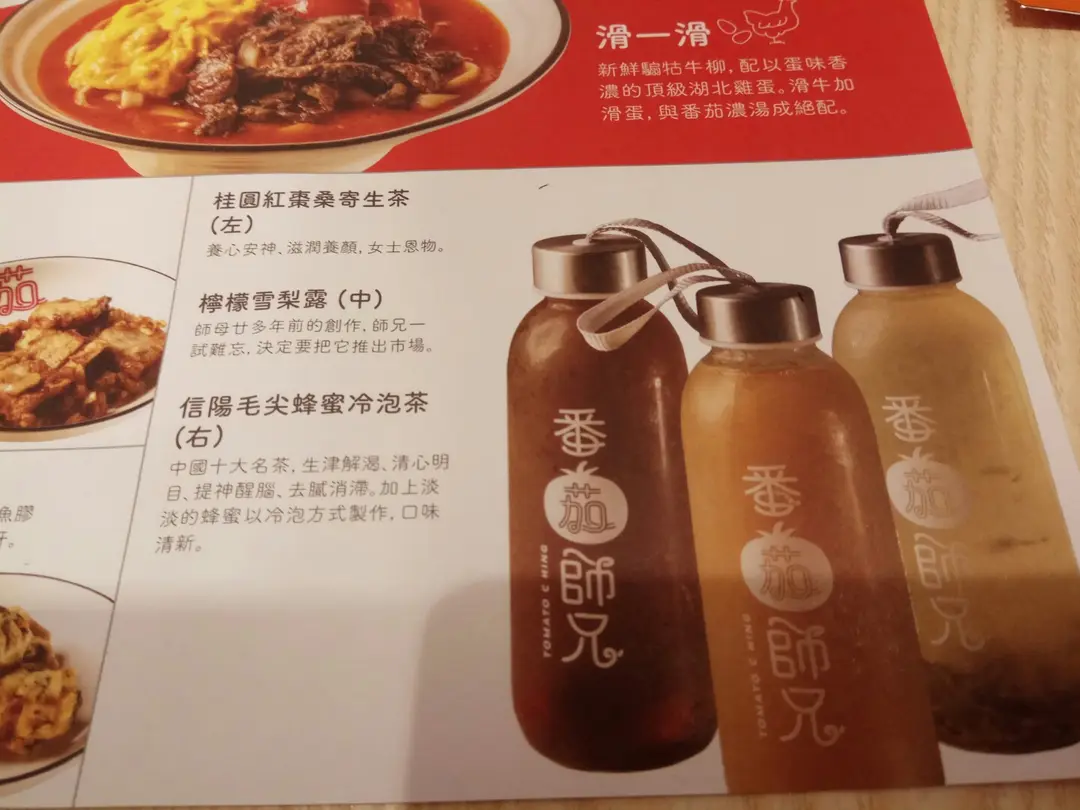 滑一滑
新鮮騸牯牛柳，配以蛋味香
濃的頂級湖北雞蛋。滑牛加
滑蛋，與番茄濃湯成絕配。
桂圓紅棗桑寄生茶
(左)
養心安神、滋潤養顏，女士恩物。
檸檬雪梨露 (中)
師母廿多年前的創作，師兄一
試難忘，決定要把它推出市場。
信陽毛尖蜂蜜冷泡茶
(右)
中國十大名茶，生津解渴、清心明
目、提神醒腦、去膩消滯。加上淡
淡的蜂蜜以冷泡方式製作，口味
清新。
茄
魚膠
番茄師兄
TOMATO C HING
番茄師兄
TOMATO C HING
番茄師兄